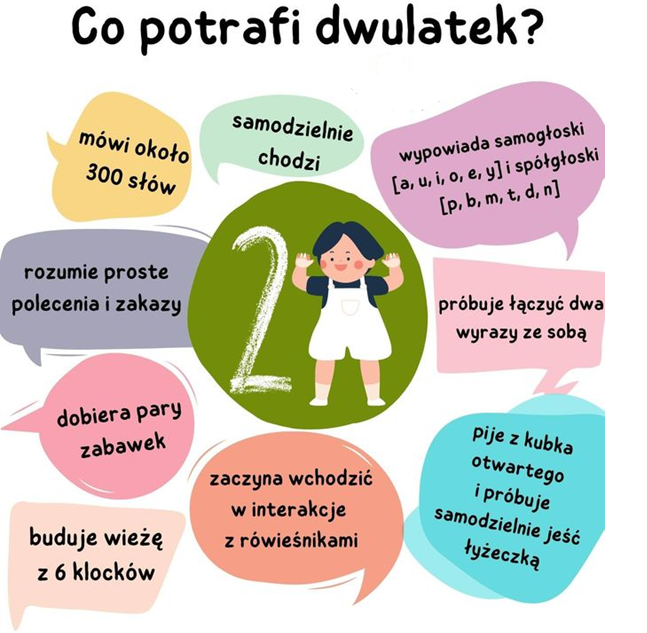 Co potrafi dwulatek?
mówi około
300 słów
samodzielnie
chodzi
wypowiada samogłoski
[a, u, i, o, e, y] i spółgłoski
[p, b, m, t, d, n]
rozumie proste
polecenia i zakazy
2
próbuje łączyć dwa
wyrazy ze sobą
dobiera pary
zabawek
zaczyna wchodzić
w interakcje
z rówieśnikami
pije z kubka
otwartego
i próbuje
samodzielnie jeść
łyżeczką
buduje wieżę
z 6 klocków